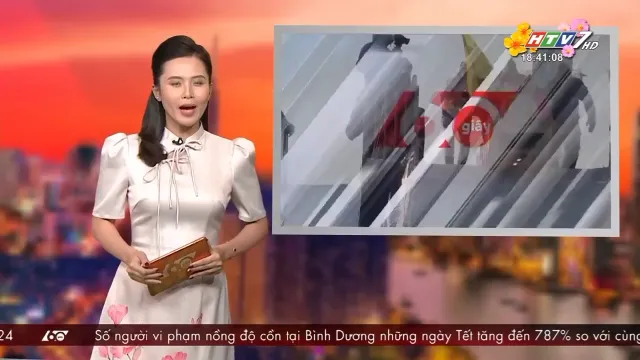 HTV7 HD
18:41:08
60 giây
24 60 Số người vi phạm nồng độ cồn tại Bình Dương những ngày Tết tăng đến 787% so với cùng